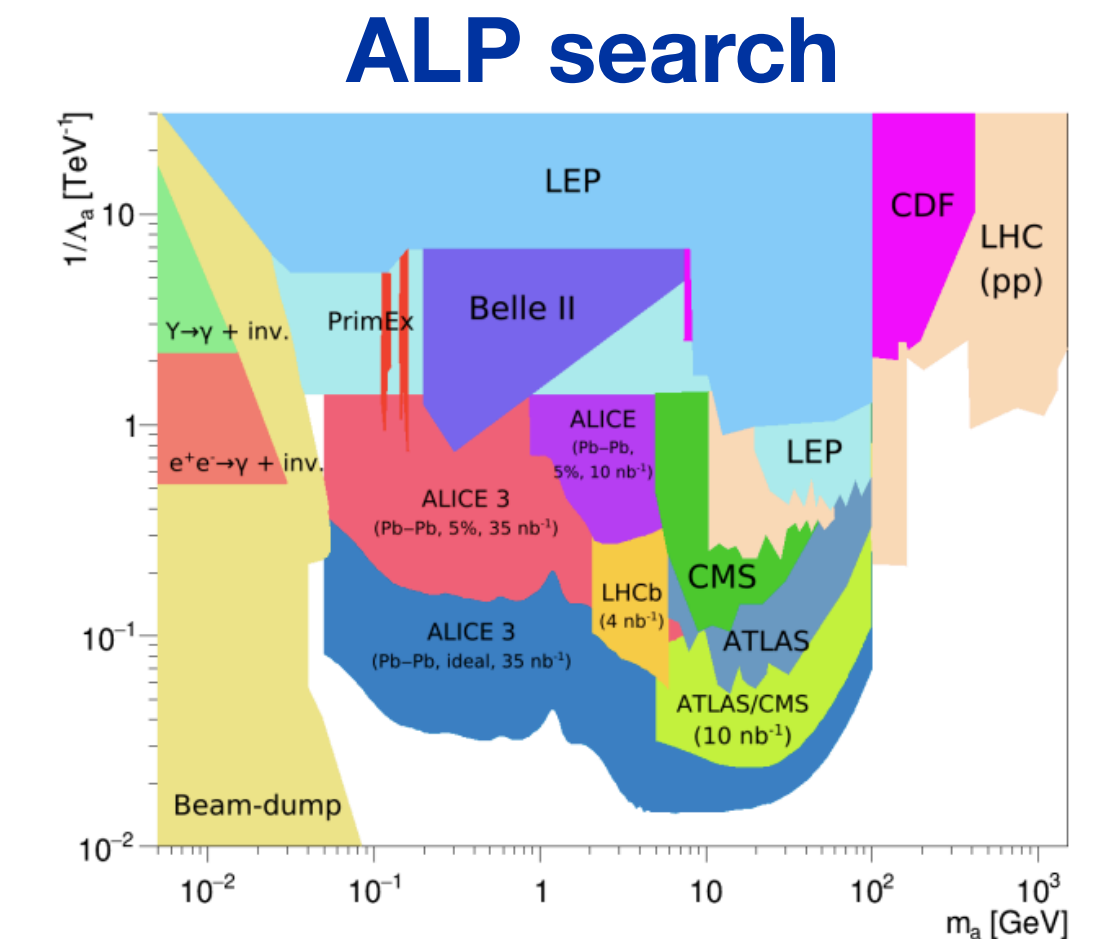 ALP search
1/Λa [TeV⁻¹]
10
1
10⁻¹
10⁻²
LEP
CDF
LHC
(pp)
Belle II
PrimEx
Y→γ + inv.
e⁺e⁻→γ + inv.
ALICE
(Pb–Pb,
5%, 10 nb⁻¹)
LEP
ALICE 3
(Pb–Pb, 5%, 35 nb⁻¹)
CMS
LHCb
(4 nb⁻¹)
ALICE 3
(Pb–Pb, ideal, 35 nb⁻¹)
ATLAS
ATLAS/CMS
(10 nb⁻¹)
Beam-dump
10⁻² 10⁻¹ 1 10 10² 10³
mₐ [GeV]